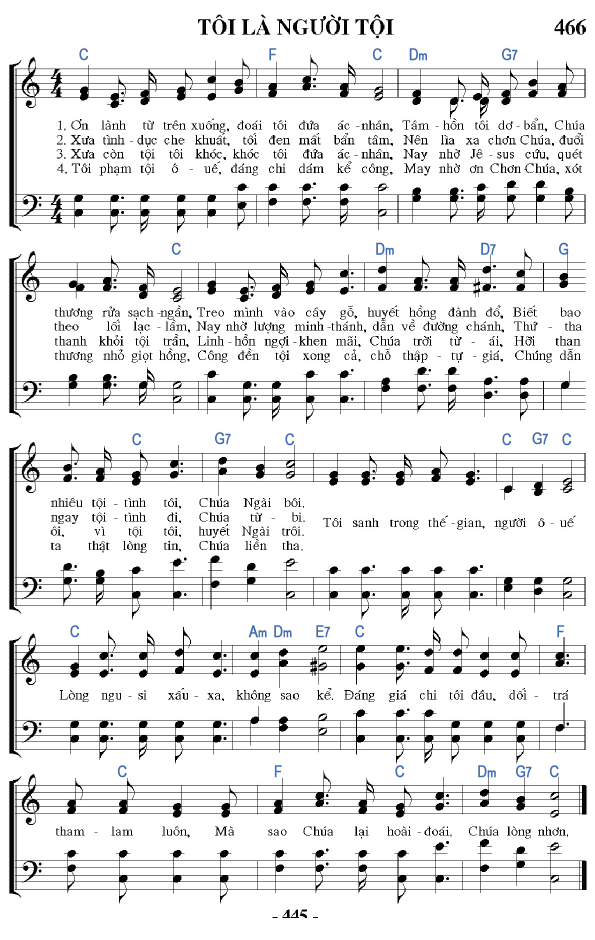 TÔI LÀ NGƯỜI TỘI 466
C F C Dm G7
1. Ơn lành từ trên xuống, đoái tôi đứa ác-nhân, Tâm-hồn tôi dơ-bẩn, Chúa
2. Xưa tình-dục che khuất, tối đen mất bản tâm, Nên lìa xa chơn Chúa, đuổi
3. Xưa còn tội tôi khóc, khóc tôi đứa ác-nhân, Nay nhờ Jê-sus cứu, quét
4. Tôi phạm tội ô-uế, đáng chi dám kể công, May nhờ ơn Chơn-Chúa, xót
C Dm D7 G
thương rửa sạch-ngần, Treo mình vào cây gỗ, huyết hồng đành đổ, Biết bao
theo lối lạc-lầm, Nay nhờ lượng minh-thánh, dẫn về đường chánh, Thứ-tha
thanh khỏi tội trần, Linh-hồn ngợi-khen mãi, Chúa trời từ-ái, Hỡi than
thương nhỏ giọt hồng, Công đền tội xong cả, chỗ thập-tự-giá, Chúng dẫn
C G7 C C G7 C
nhiêu tội-tình tôi, Chúa Ngài bôi.
ngay tội-tình đi, Chúa từ-bi.
Tôi sanh trong thế-gian, người ô-uế
ôi, vì tội tôi, huyết Ngài trôi.
ta thật lòng tin, Chúa liền tha.
C Am Dm E7 C F
Lòng ngu-si xấu-xa, không sao kể. Đáng giá chi tôi đâu, dối-trá
C F C Dm G7 C
tham-lam luôn, Mà sao Chúa lại hoài-đoái, Chúa lòng nhơn.
- 445 -